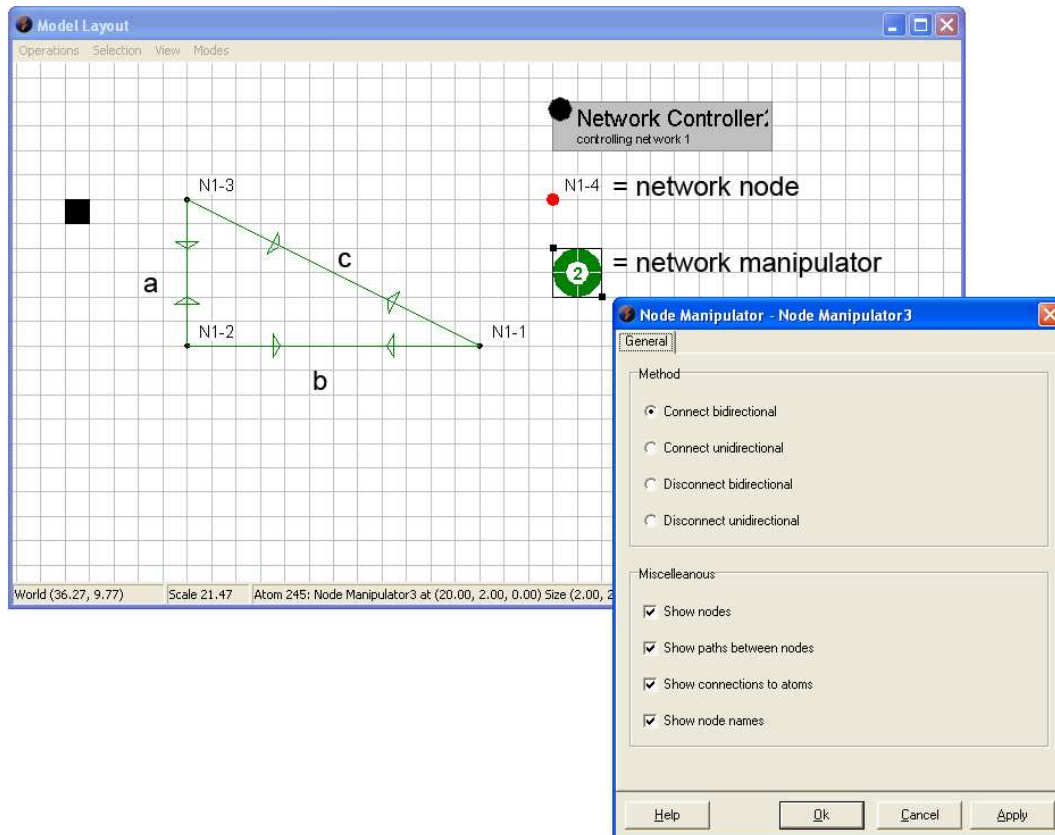 Model Layout
Operations Selection View Modes
Network Controller
controlling network 1
N1-3
N1-4 = network node
c
2 = network manipulator
a
N1-2
N1-1
b
World (36.27, 9.77) Scale 21.47 Atom 245: Node Manipulator3 at (20.00, 2.00, 0.00) Size (2.00, 2
Node Manipulator - Node Manipulator3
General
Method
Connect bidirectional
Connect unidirectional
Disconnect bidirectional
Disconnect unidirectional
Miscelleanous
Show nodes
Show paths between nodes
Show connections to atoms
Show node names
Help Ok Cancel Apply